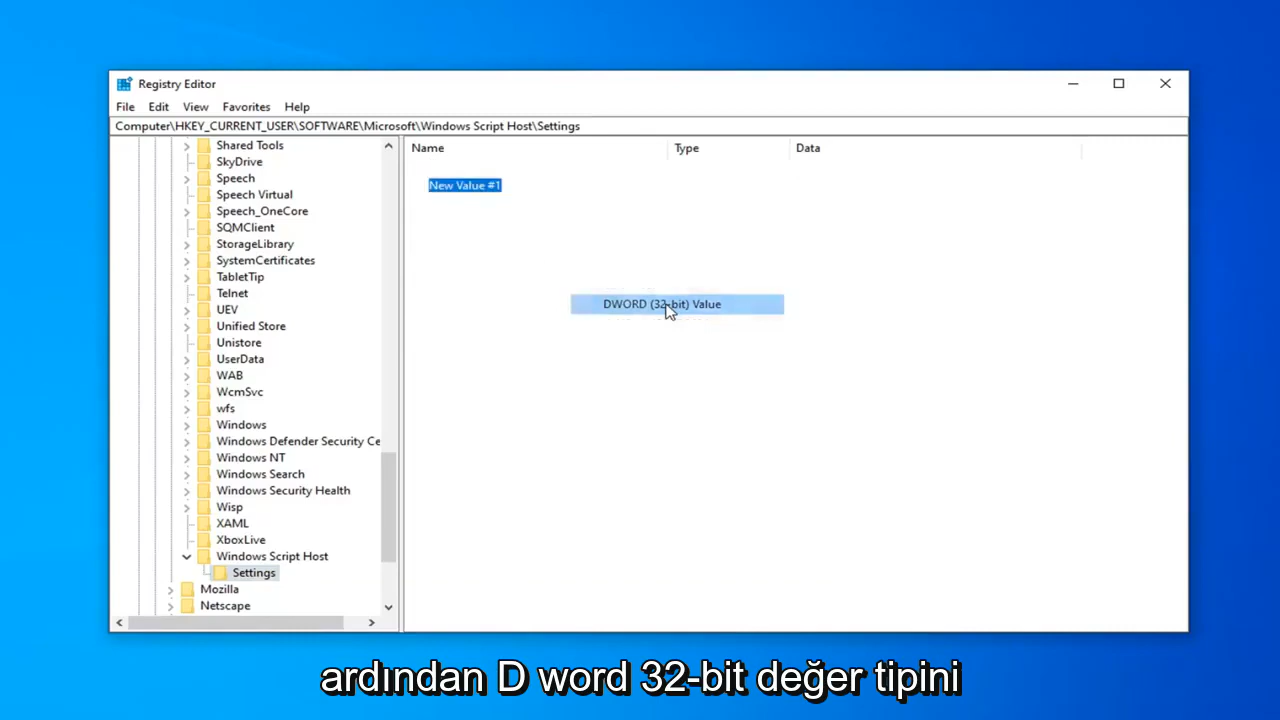 Registry Editor
File Edit View Favorites Help
Computer\HKEY_CURRENT_USER\SOFTWARE\Microsoft\Windows Script Host\Settings
Name Type Data
Shared Tools
SkyDrive
Speech
Speech Virtual
Speech_OneCore
SQMClient
StorageLibrary
SystemCertificates
TabletTip
Telnet
UEV
Unified Store
Unistore
UserData
WAB
WcmSvc
wfs
Windows
Windows Defender Security Ce
Windows NT
Windows Search
Windows Security Health
Wisp
XAML
XboxLive
Windows Script Host
Settings
Mozilla
Netscape
New Value #1
DWORD (32-bit) Value
ardından D word 32-bit değer tipini